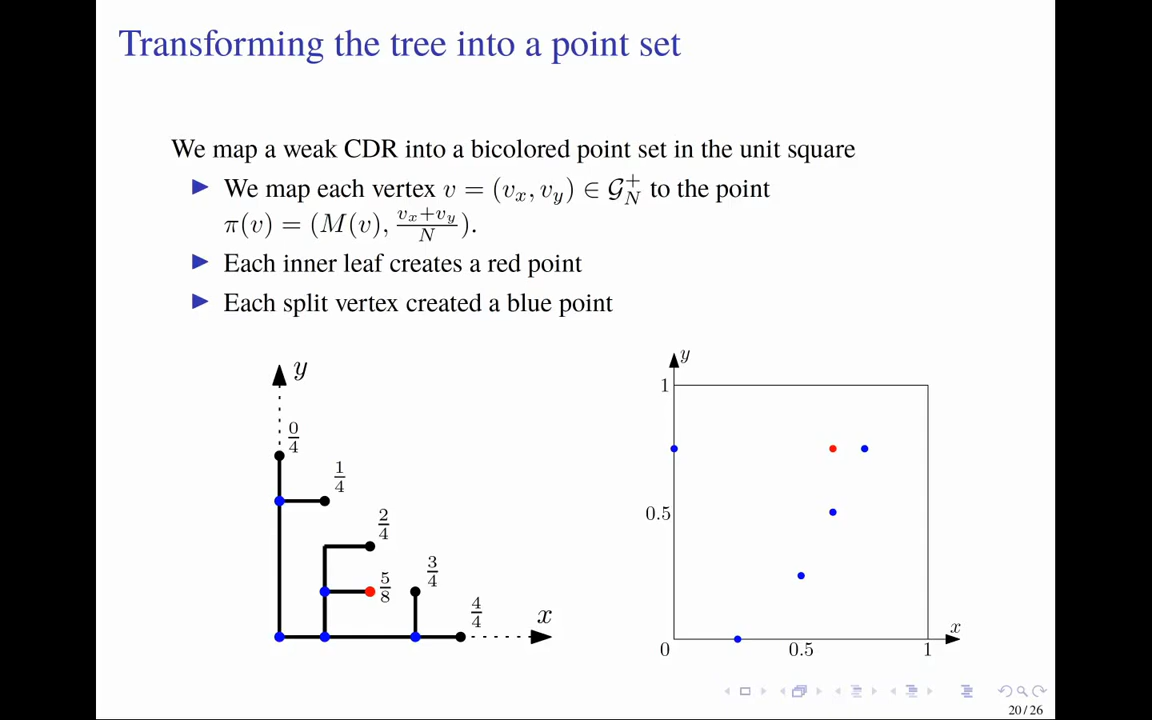 Transforming the tree into a point set
We map a weak CDR into a bicolored point set in the unit square
▶ We map each vertex v = (vₓ, v_y) ∈ 𝒢_N^+ to the point
π(v) = (M(v), \frac{vₓ+v_y}{N}).
▶ Each inner leaf creates a red point
▶ Each split vertex created a blue point
y
0/4
1/4
2/4
5/8
3/4
4/4
x
y
1
0.5
0
0.5
1
x
20 / 26